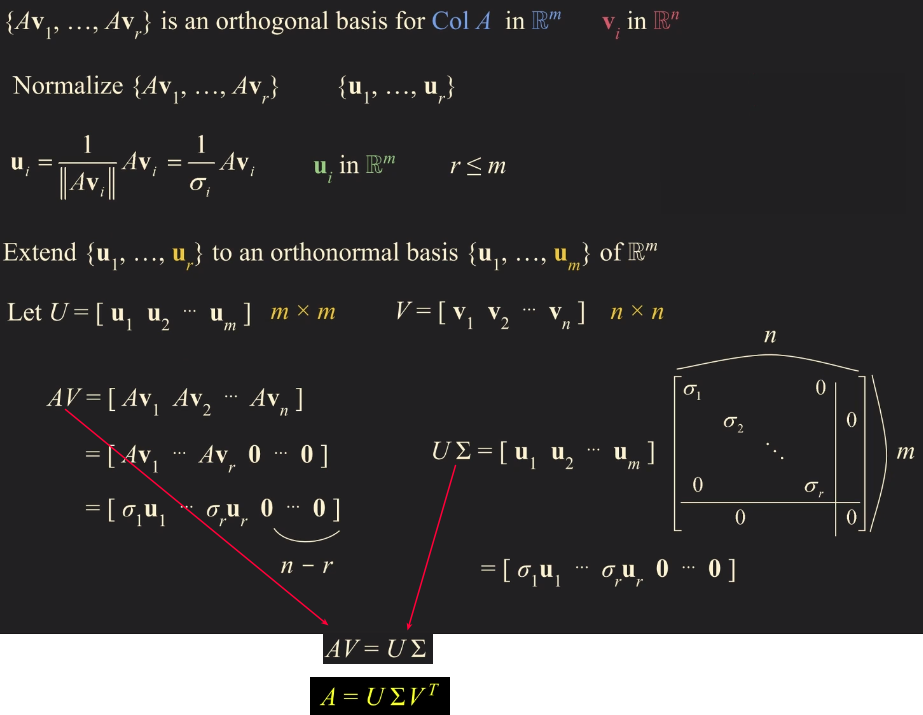 {Av₁, …, Avᵣ} is an orthogonal basis for Col A in ℝᵐ vᵢ in ℝⁿ
Normalize {Av₁, …, Avᵣ} {u₁, …, uᵣ}
uᵢ = 1/‖Avᵢ‖ Avᵢ = 1/σᵢ Avᵢ uᵢ in ℝᵐ r ≤ m
Extend {u₁, …, uᵣ} to an orthonormal basis {u₁, …, uₘ} of ℝᵐ
Let U = [ u₁ u₂ ⋯ uₘ ] m × m V = [ v₁ v₂ ⋯ vₙ ] n × n
AV = [ Av₁ Av₂ ⋯ Avₙ ]
= [ Av₁ ⋯ Avᵣ 0 ⋯ 0 ]
= [ σ₁u₁ ⋯ σᵣuᵣ 0 ⋯ 0 ]
n − r
n
U Σ = [ u₁ u₂ ⋯ uₘ ]
σ₁ 0
σ₂ 0
⋱
0 σᵣ
0 0
m
= [ σ₁u₁ ⋯ σᵣuᵣ 0 ⋯ 0 ]
AV = U Σ
A = U Σ Vᵀ